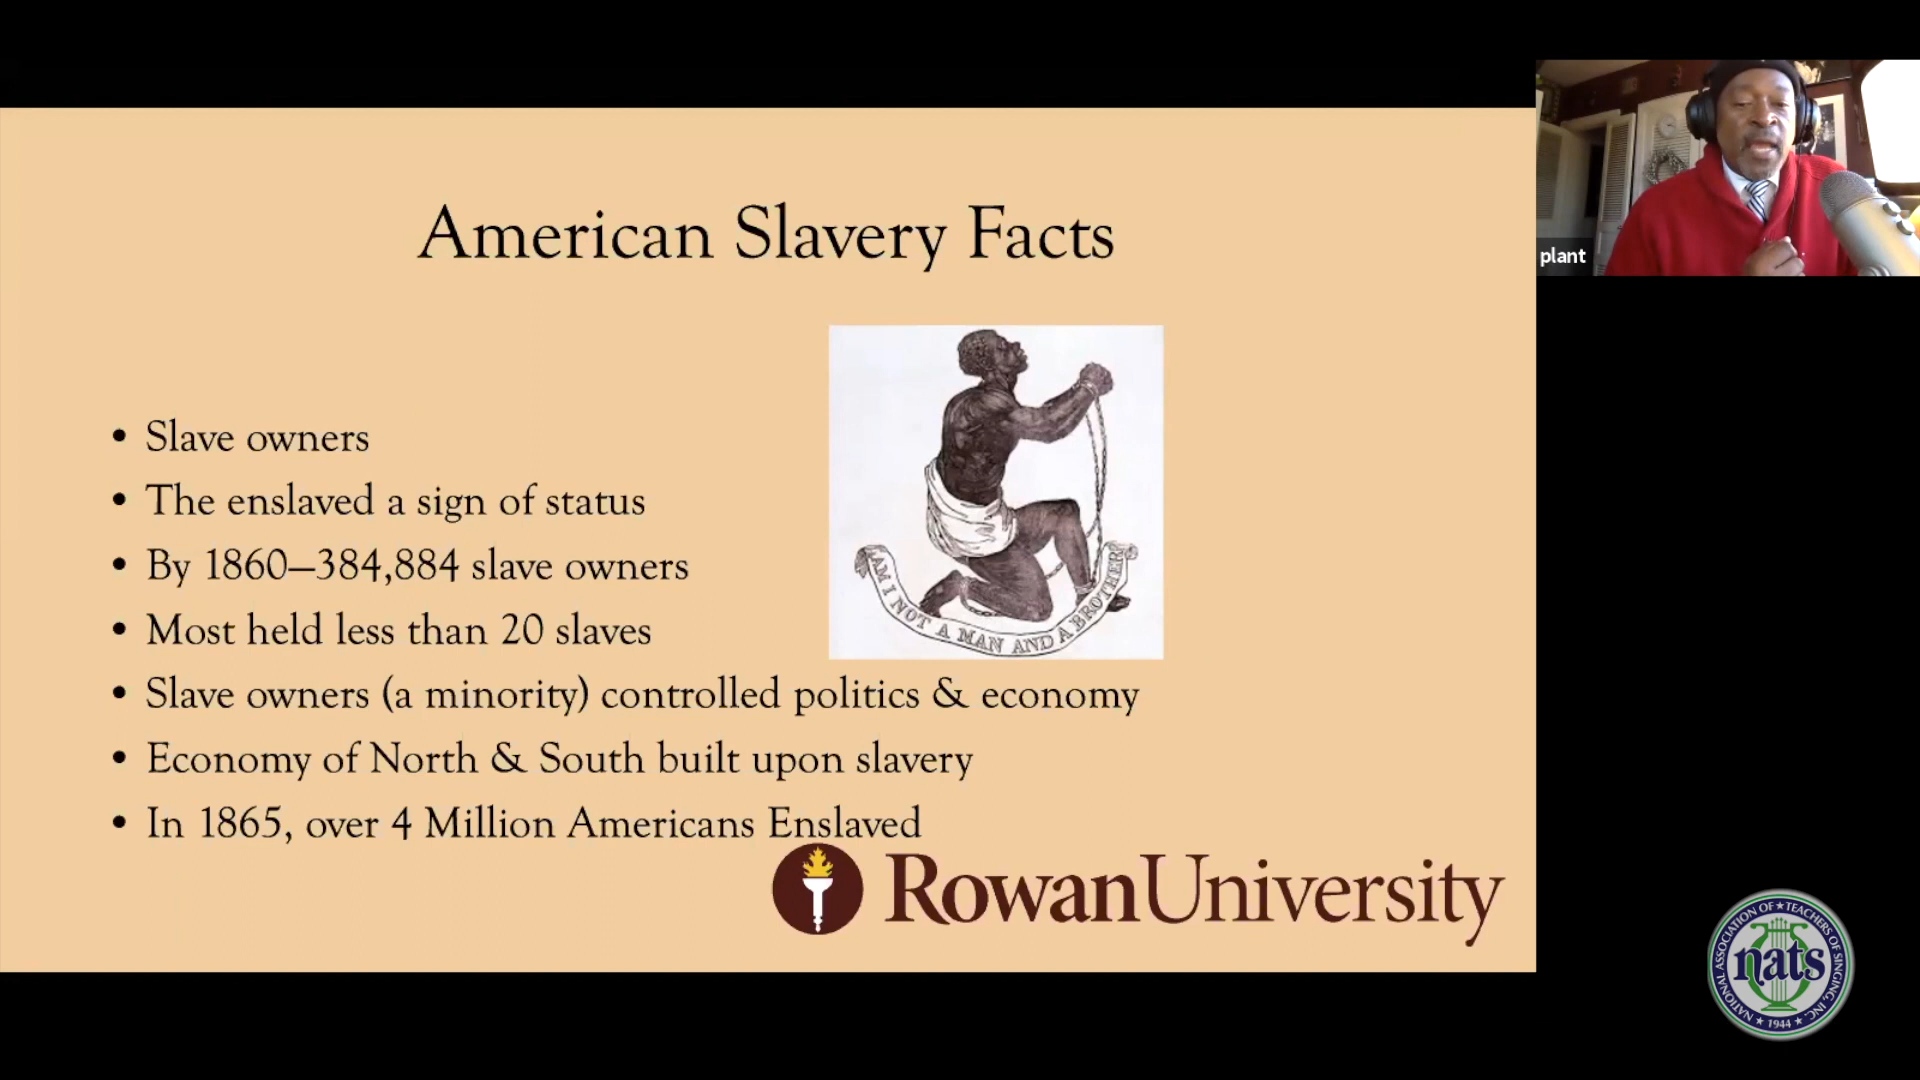 American Slavery Facts
• Slave owners
• The enslaved a sign of status
• By 1860—384,884 slave owners
• Most held less than 20 slaves
• Slave owners (a minority) controlled politics & economy
• Economy of North & South built upon slavery
• In 1865, over 4 Million Americans Enslaved
AM I NOT A MAN AND A BROTHER
RowanUniversity
plant
NATIONAL ASSOCIATION OF ★ TEACHERS OF SINGING, INC.
nats
★ 1944 ★